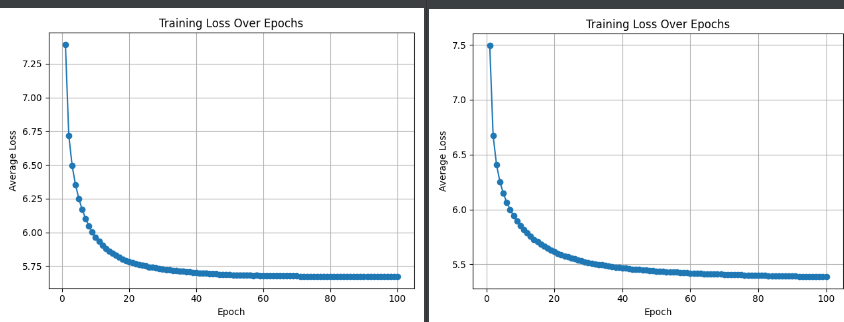 Training Loss Over Epochs
7.25
7.00
6.75
6.50
6.25
6.00
5.75
Average Loss
0 20 40 60 80 100
Epoch
Training Loss Over Epochs
7.5
7.0
6.5
6.0
5.5
Average Loss
0 20 40 60 80 100
Epoch